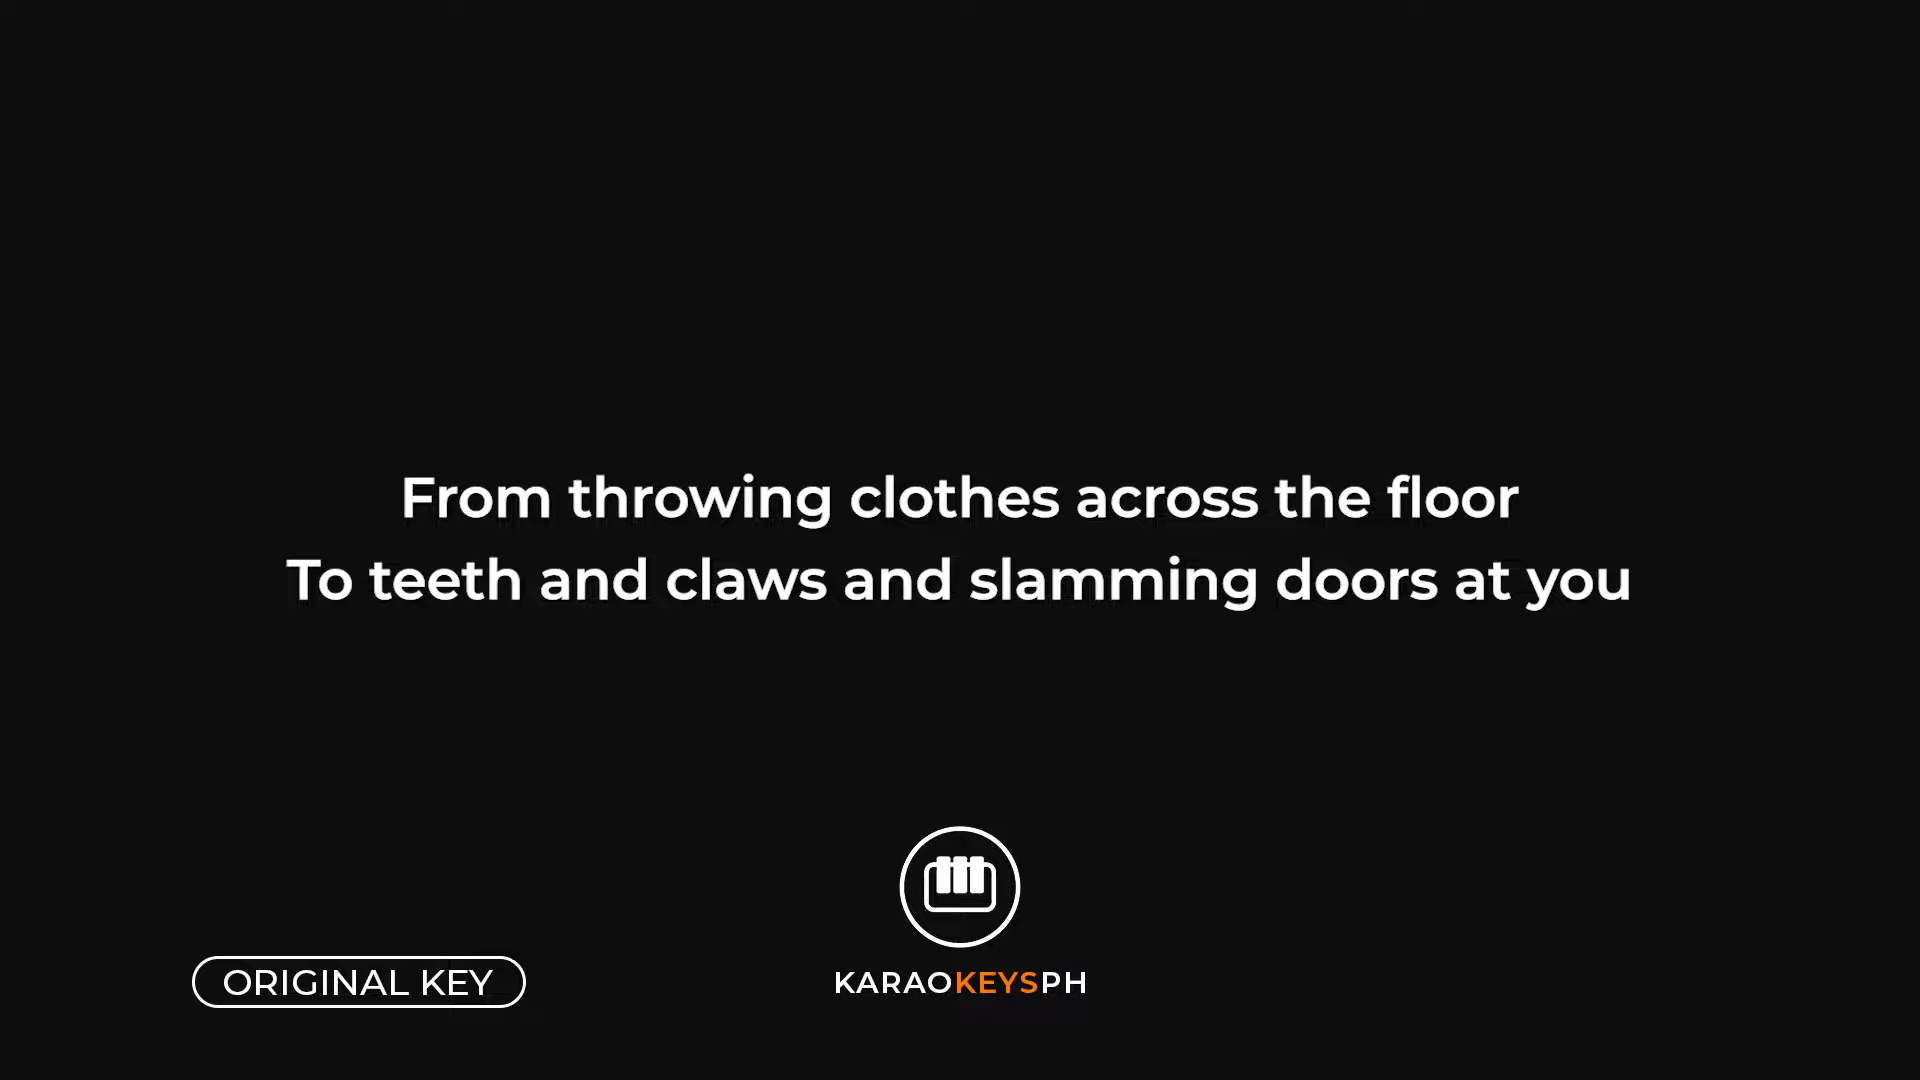 From throwing clothes across the floor
To teeth and claws and slamming doors at you
ORIGINAL KEY
KARAOKEYSPH